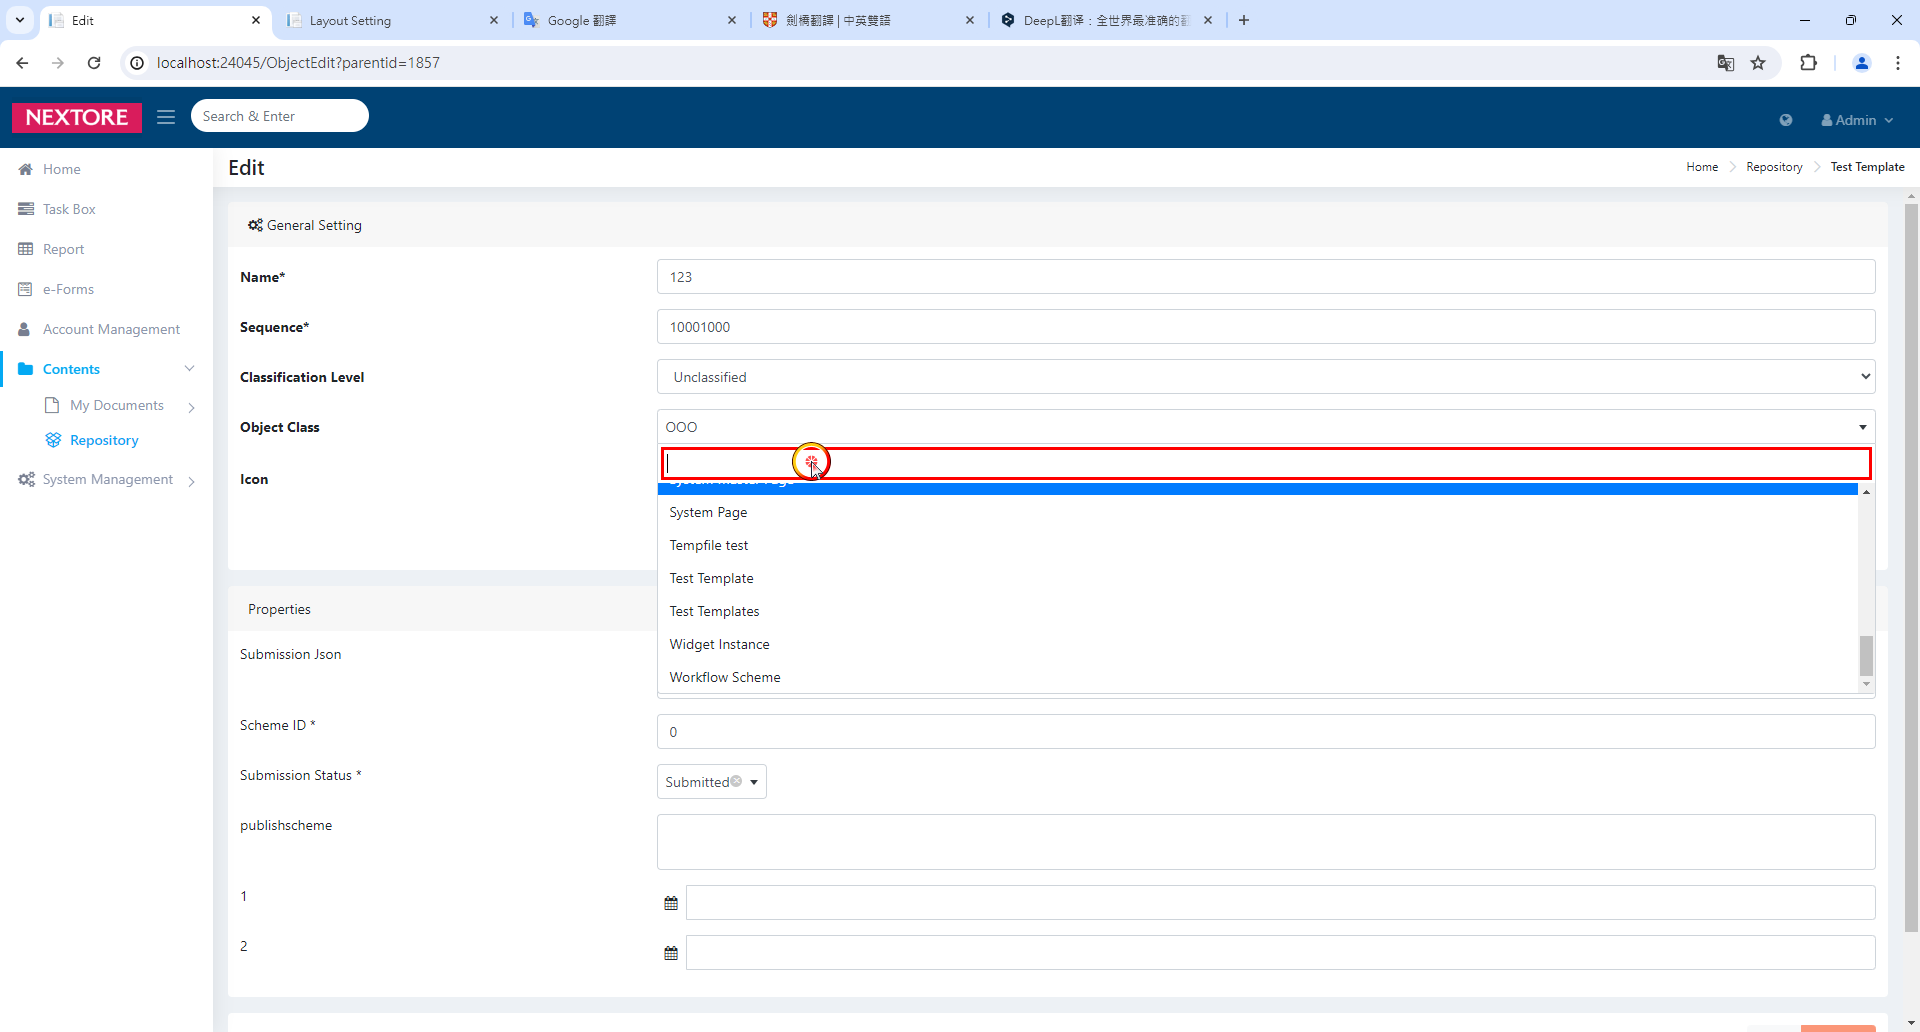 Edit
Layout Setting
Google 翻譯
劍橋翻譯 | 中英雙語
DeepL翻译：全世界最准确的
localhost:24045/ObjectEdit?parentid=1857
NEXTORE
Search & Enter
Admin
Home
Task Box
Report
e-Forms
Account Management
Contents
My Documents
Repository
System Management
Edit
Home
Repository
Test Template
General Setting
Name*
123
Sequence*
10001000
Classification Level
Unclassified
Object Class
OOO
Icon
System Page
Tempfile test
Test Template
Test Templates
Widget Instance
Workflow Scheme
Properties
Submission Json
Scheme ID *
0
Submission Status *
Submitted
publishscheme
1
2